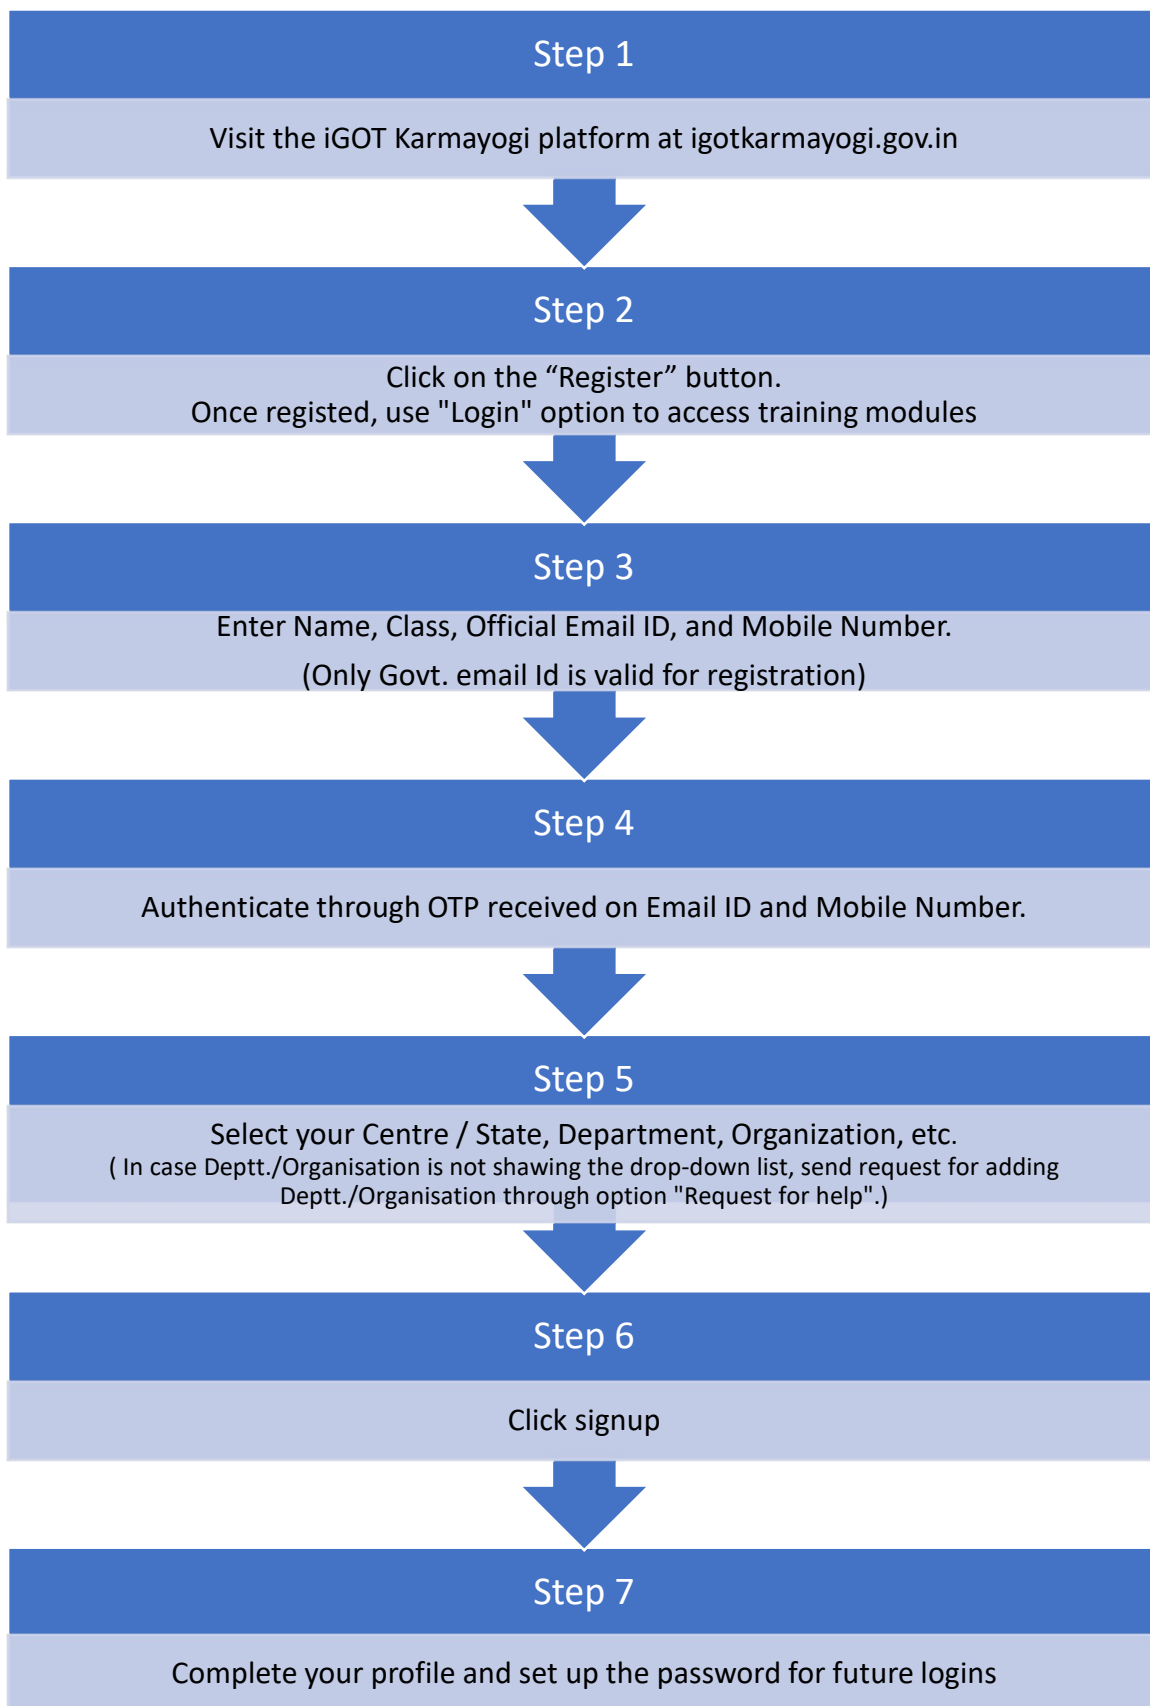 Step 1
Visit the iGOT Karmayogi platform at igotkarmayogi.gov.in
Step 2
Click on the “Register” button.
Once registed, use "Login" option to access training modules
Step 3
Enter Name, Class, Official Email ID, and Mobile Number.
(Only Govt. email Id is valid for registration)
Step 4
Authenticate through OTP received on Email ID and Mobile Number.
Step 5
Select your Centre / State, Department, Organization, etc.
( In case Deptt./Organisation is not shawing the drop-down list, send request for adding
Deptt./Organisation through option "Request for help".)
Step 6
Click signup
Step 7
Complete your profile and set up the password for future logins